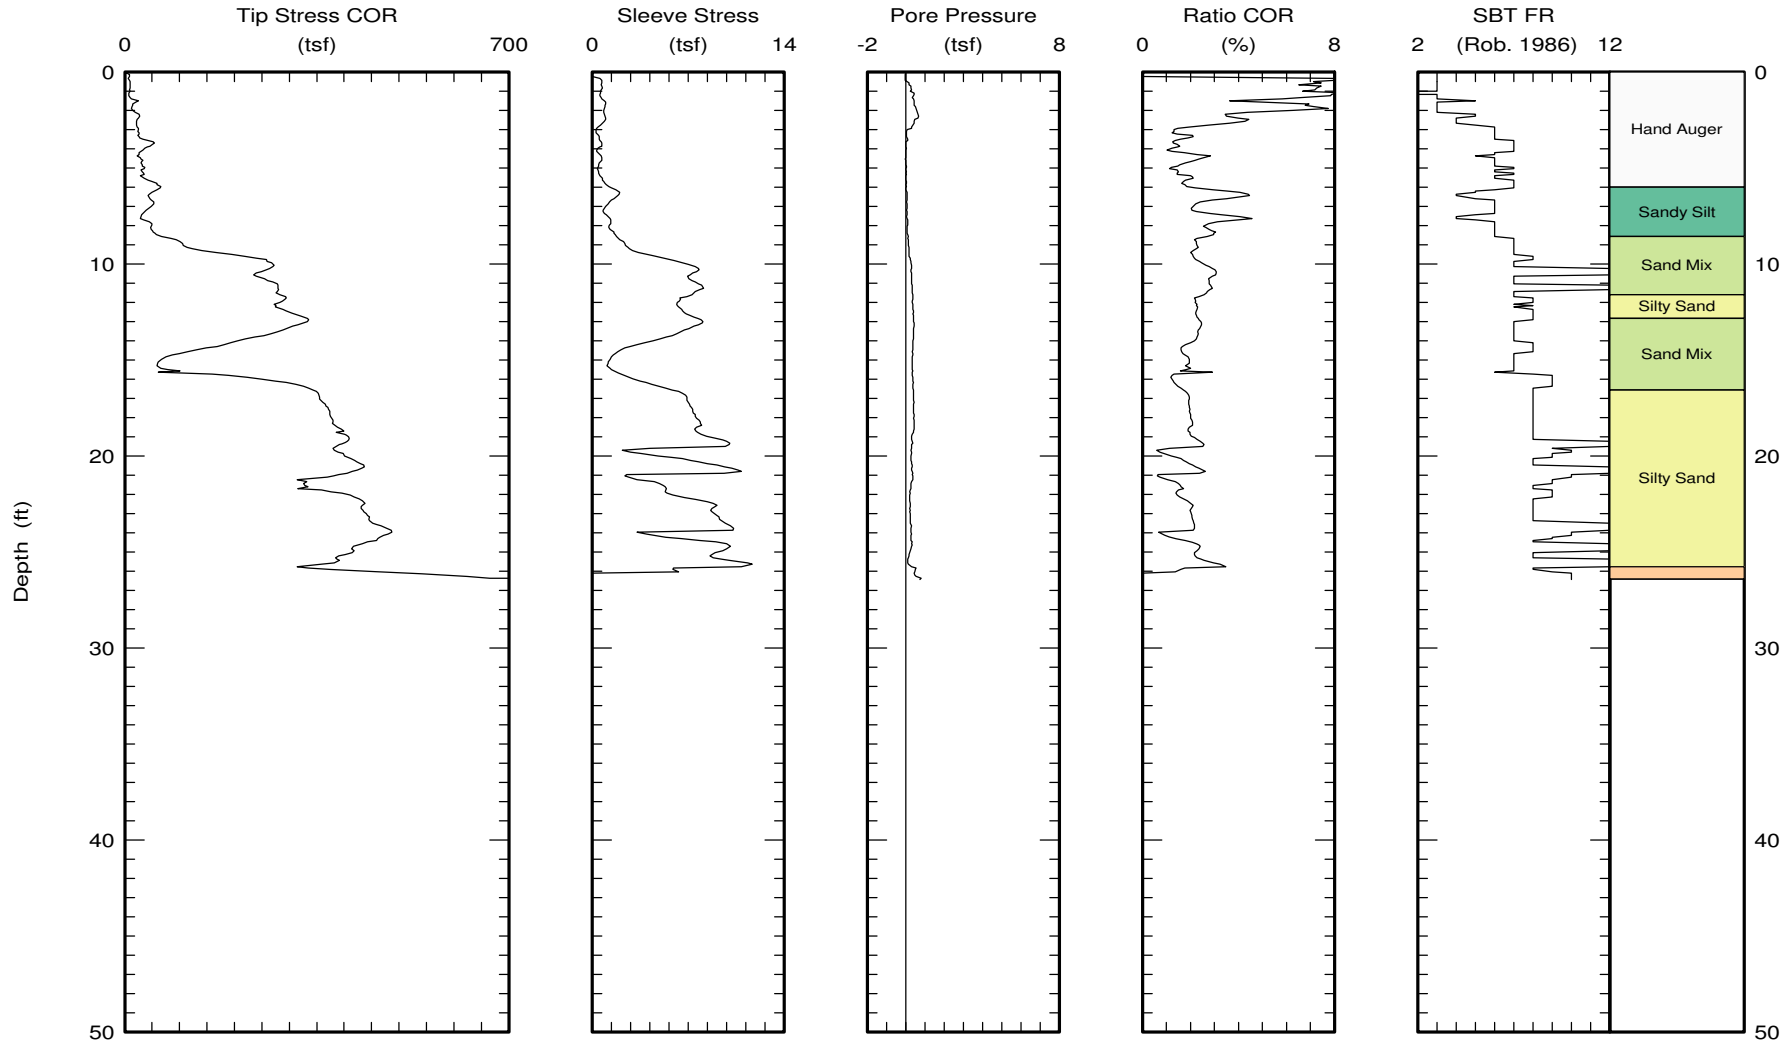 Tip Stress COR Sleeve Stress Pore Pressure Ratio COR SBT FR
0 (tsf) 700 0 (tsf) 14 -2 (tsf) 8 0 (%) 8 2 (Rob. 1986) 12
0 0
Hand Auger
Sandy Silt
10 Sand Mix 10
Silty Sand
Sand Mix
20 20
Silty Sand
Depth (ft)
30 30
40 40
50 50